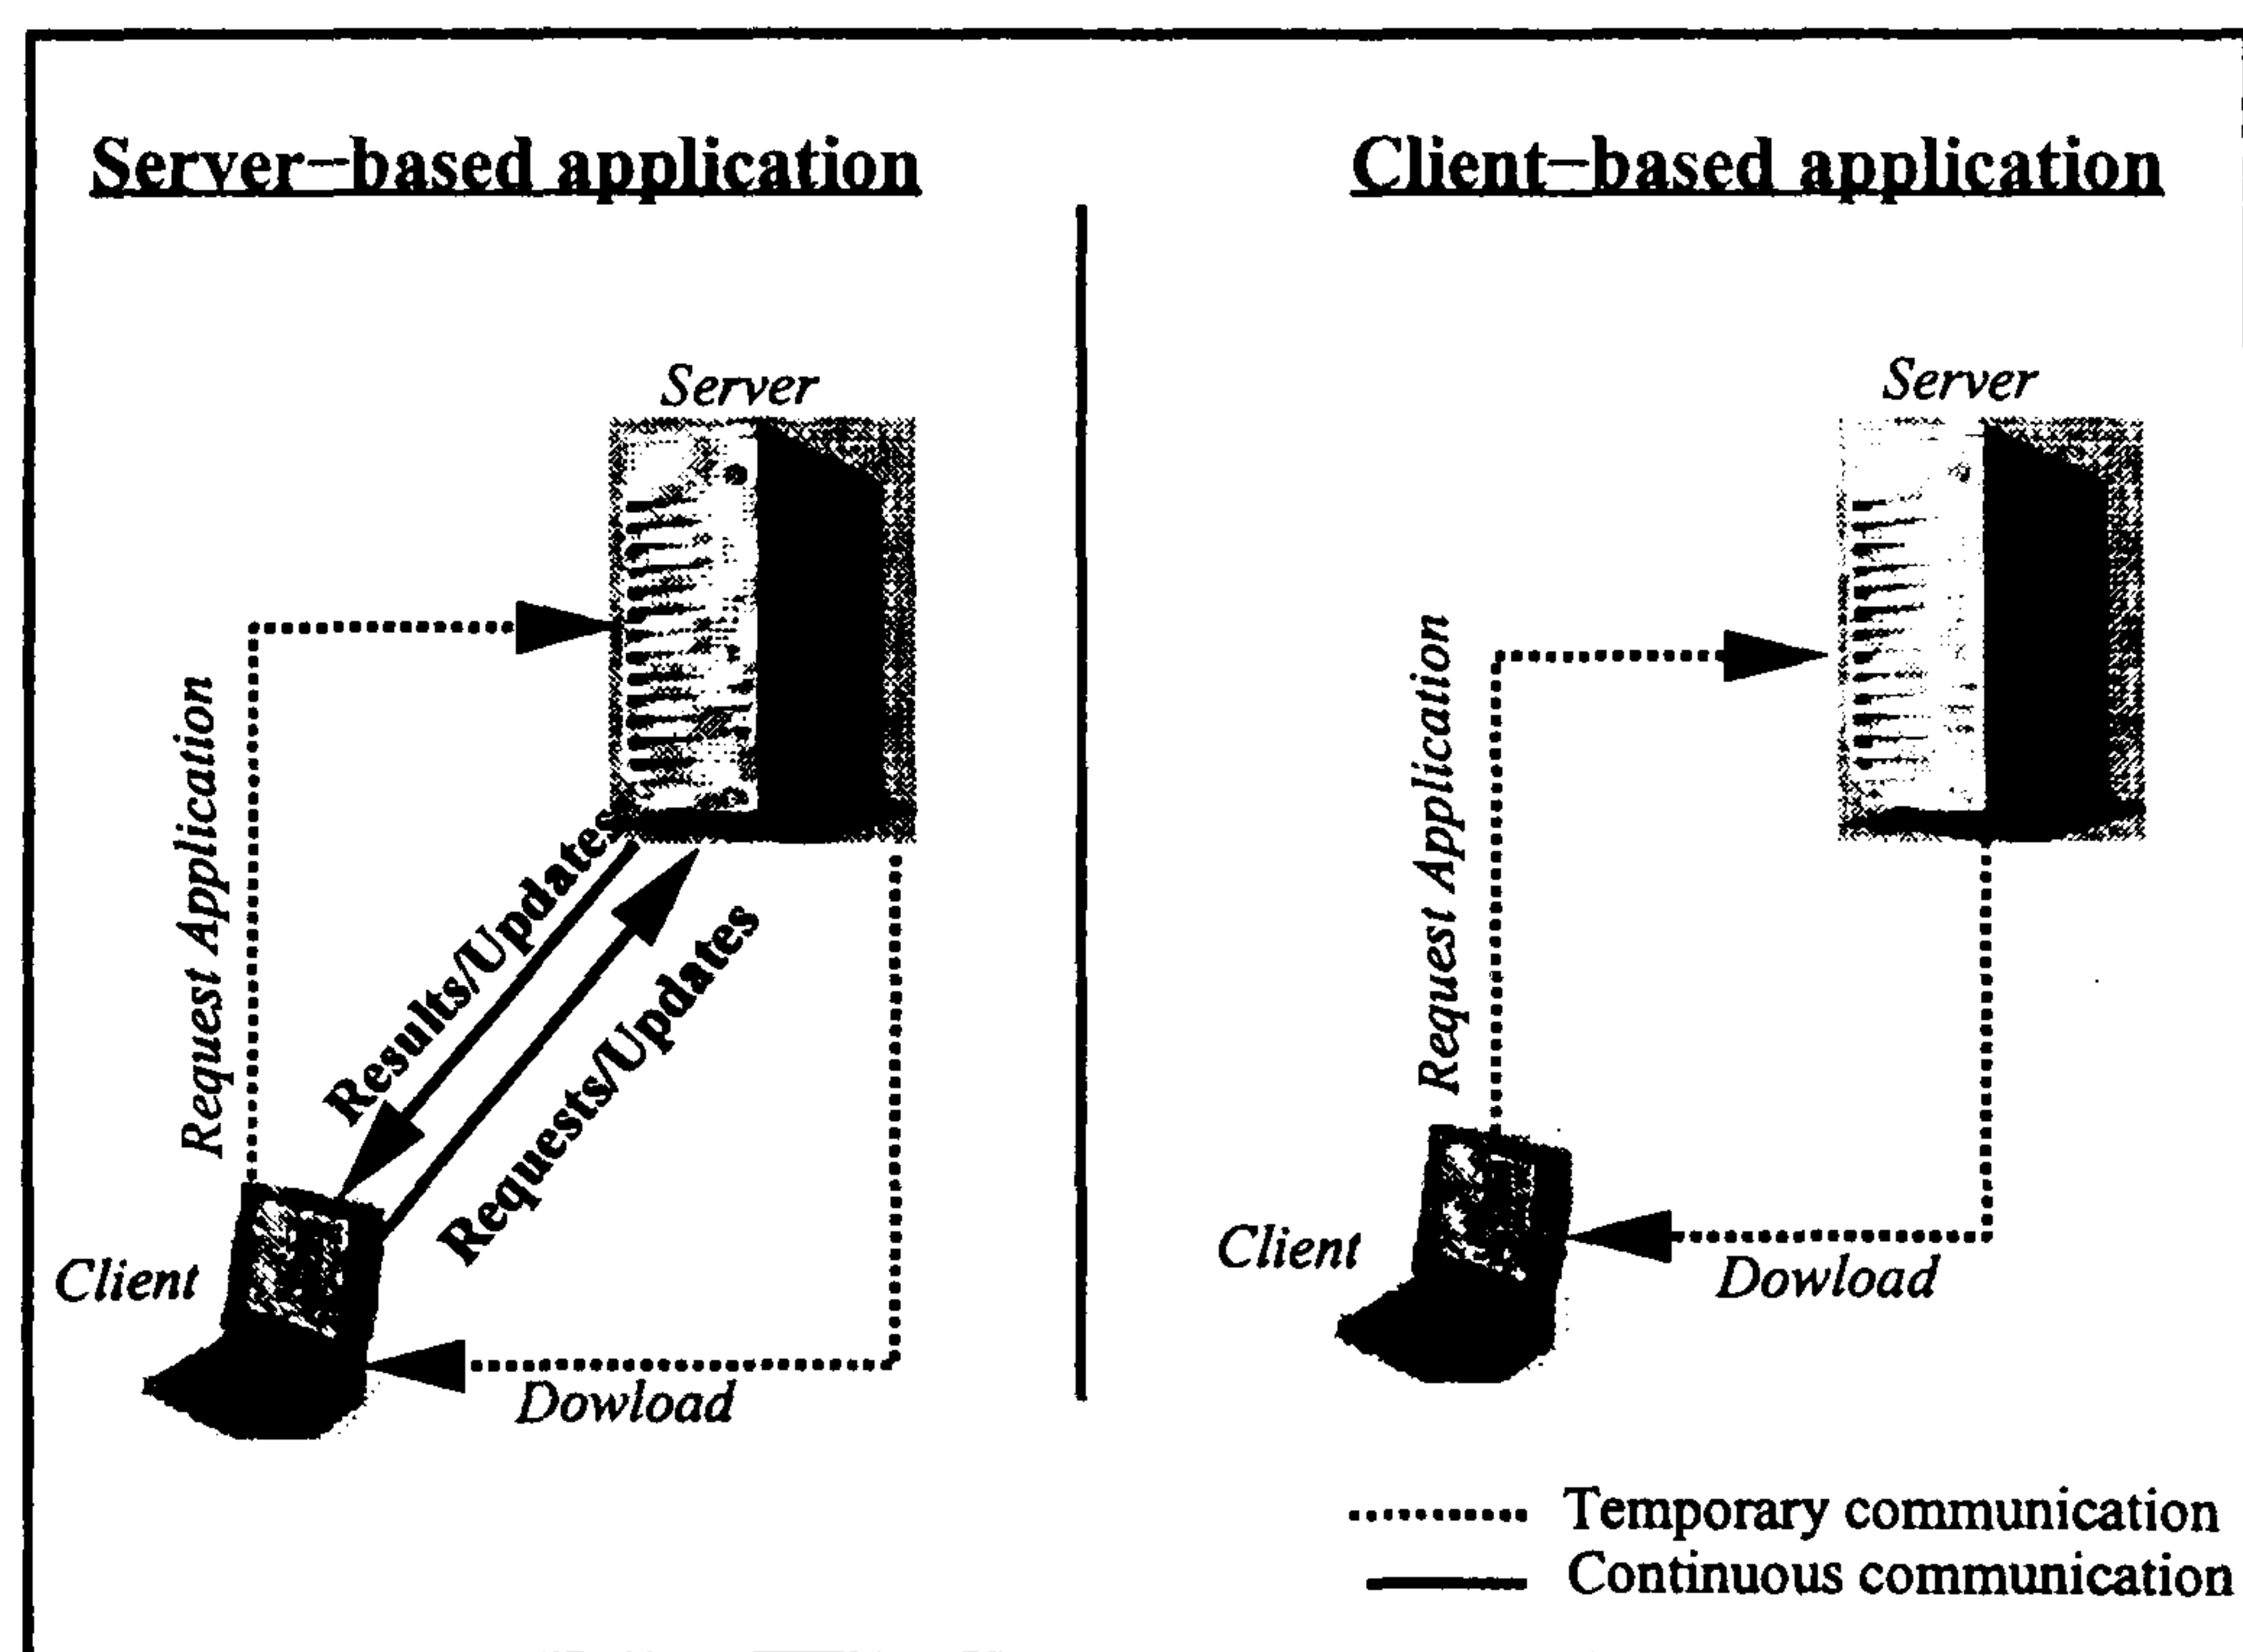 Server-based application
Server
Request Application
Results/Updates
Requests/Updates
Client
Dowload
Client-based application
Server
Request Application
Client
Dowload
Temporary communication
Continuous communication